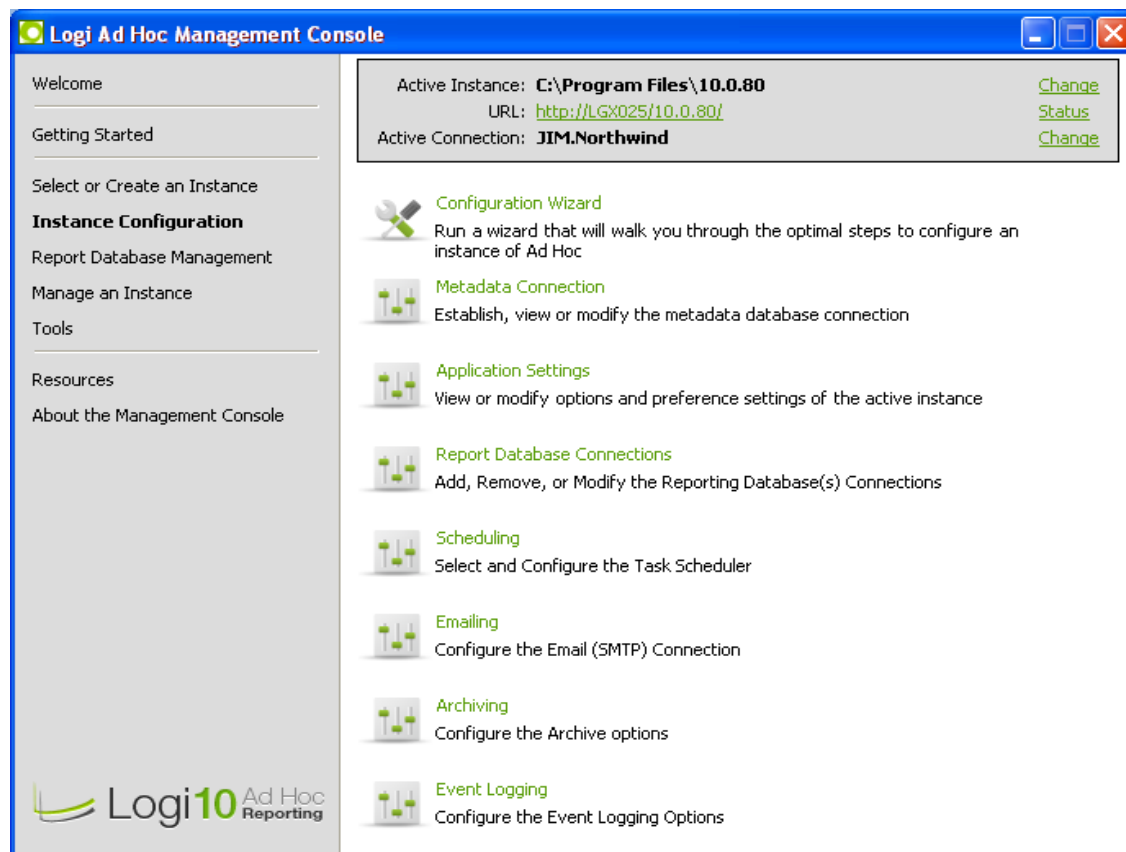 Logi Ad Hoc Management Console
Welcome
Getting Started
Select or Create an Instance
Instance Configuration
Report Database Management
Manage an Instance
Tools
Resources
About the Management Console
Logi10 Ad Hoc
Reporting
Active Instance: C:\Program Files\10.0.80 Change
URL: http://LGX025/10.0.80/ Status
Active Connection: JIM.Northwind Change
Configuration Wizard
Run a wizard that will walk you through the optimal steps to configure an
instance of Ad Hoc
Metadata Connection
Establish, view or modify the metadata database connection
Application Settings
View or modify options and preference settings of the active instance
Report Database Connections
Add, Remove, or Modify the Reporting Database(s) Connections
Scheduling
Select and Configure the Task Scheduler
Emailing
Configure the Email (SMTP) Connection
Archiving
Configure the Archive options
Event Logging
Configure the Event Logging Options